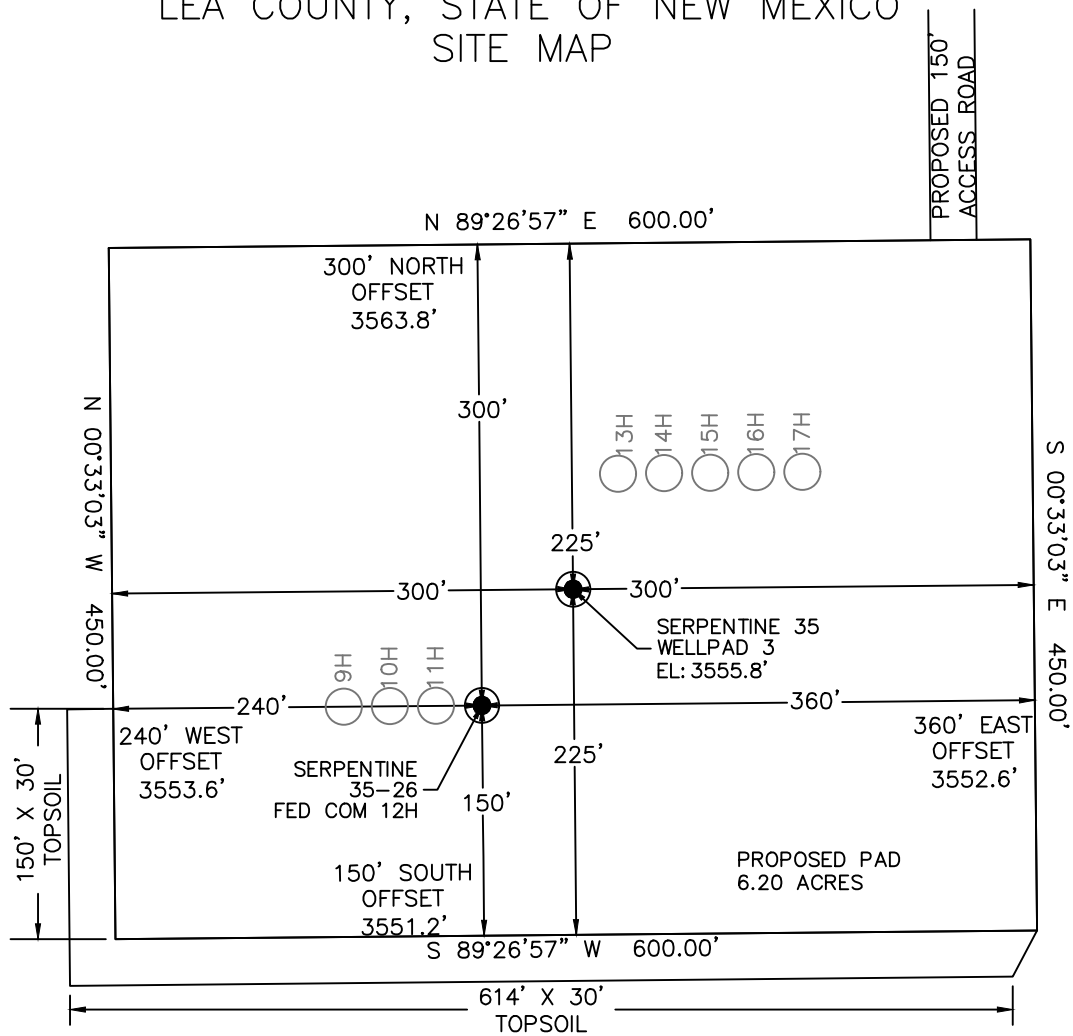 LEA COUNTY, STATE OF NEW MEXICO
SITE MAP
PROPOSED 150'
ACCESS ROAD
N 89°26'57" E 600.00'
300' NORTH
OFFSET
3563.8'
N 00°33'03" W 450.00'
S 00°33'03" E 450.00'
300'
13H
14H
15H
16H
17H
225'
300'
300'
SERPENTINE 35
WELLPAD 3
EL: 3555.8'
9H
10H
11H
240'
360'
240' WEST
OFFSET
3553.6'
360' EAST
OFFSET
3552.6'
225'
SERPENTINE
35-26
FED COM 12H
150'
150' X 30'
TOPSOIL
150' SOUTH
OFFSET
3551.2'
PROPOSED PAD
6.20 ACRES
S 89°26'57" W 600.00'
614' X 30'
TOPSOIL